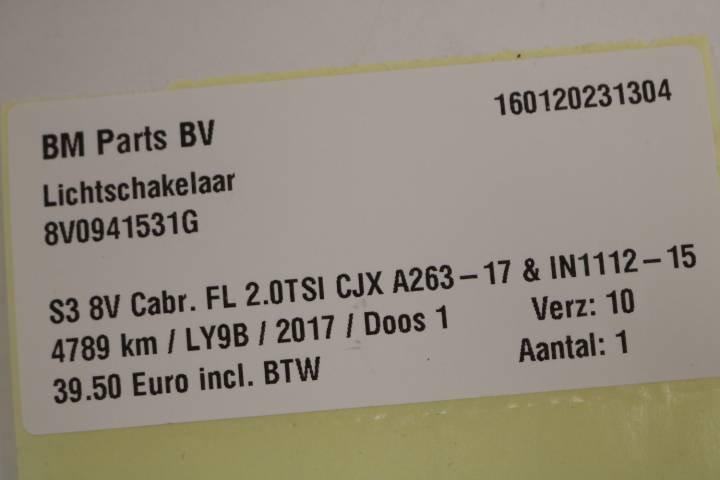 BM Parts BV 160120231304
Lichtschakelaar
8V0941531G
S3 8V Cabr. FL 2.0TSI CJX A263-17 & IN1112-15
4789 km / LY9B / 2017 / Doos 1 Verz: 10
39.50 Euro incl. BTW Aantal: 1